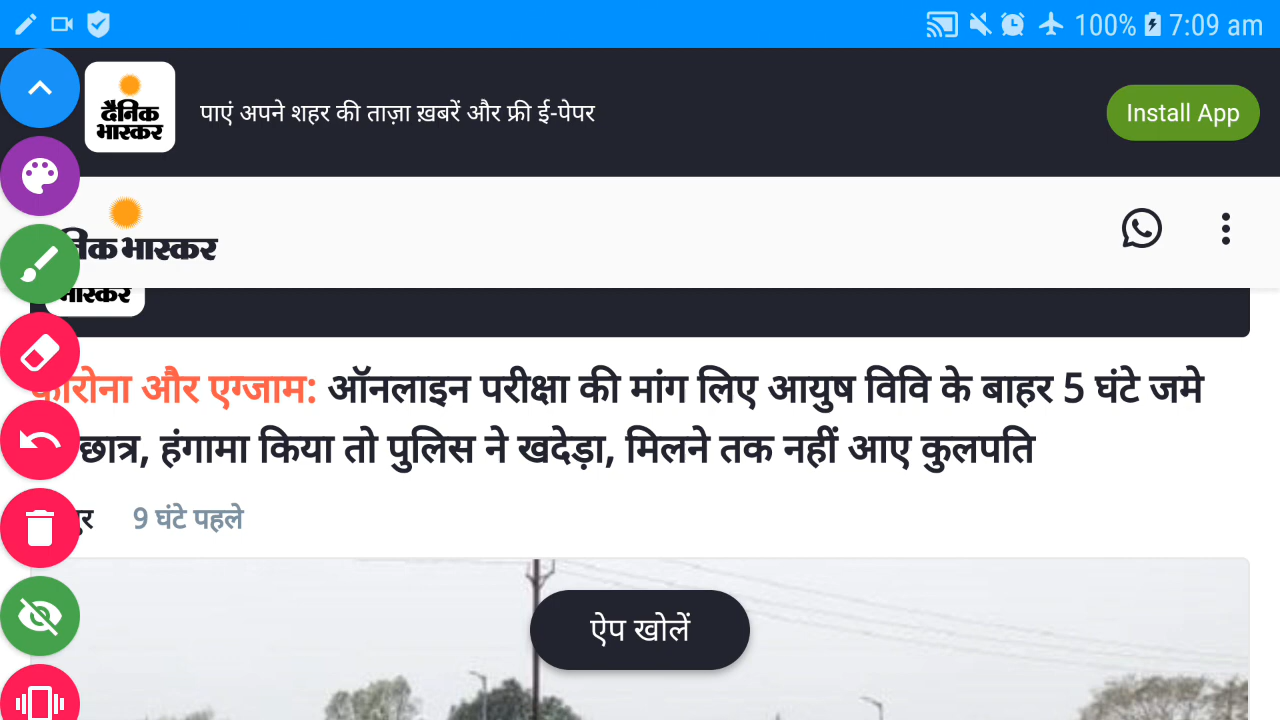 100% 7:09 am
दैनिक
भास्कर
पाएं अपने शहर की ताज़ा ख़बरें और फ्री ई-पेपर
Install App
भास्कर
भास्कर
और एग्जाम: ऑनलाइन परीक्षा की मांग लिए आयुष विवि के बाहर 5 घंटे जमे
छात्र, हंगामा किया तो पुलिस ने खदेड़ा, मिलने तक नहीं आए कुलपति
9 घंटे पहले
ऐप खोलें